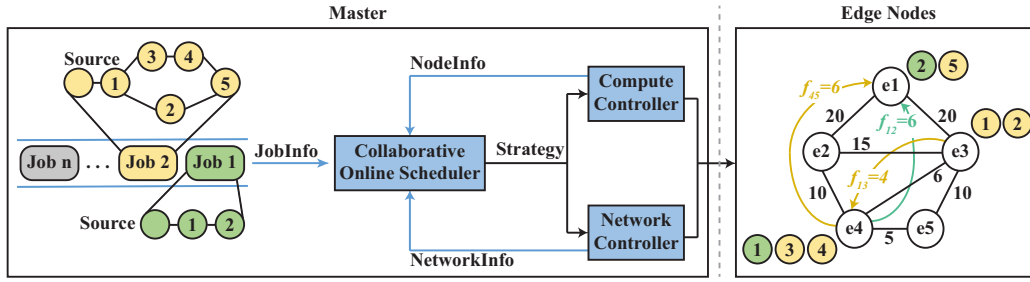 Master
Edge Nodes
Source
3
4
1
5
2
NodeInfo
Compute
Controller
Job n
. . .
Job 2
Job 1
JobInfo
Collaborative
Online Scheduler
Strategy
Source
1
2
NetworkInfo
Network
Controller
2
5
f45=6
e1
20
f12=6
20
1
2
e2
15
e3
10
f13=4
6
10
e4
5
e5
1
3
4